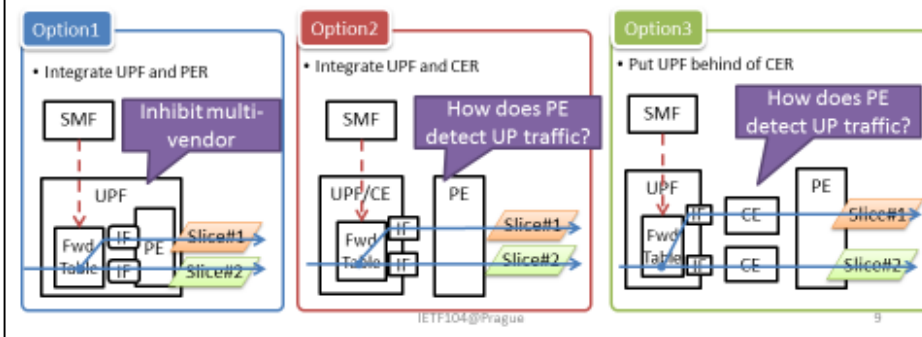 Option1
• Integrate UPF and PER
SMF
Inhibit multi-
vendor
UPF
Fwd
Table
IF
IF
PE
Slice#1
Slice#2
Option2
• Integrate UPF and CER
SMF
How does PE
detect UP traffic?
UPF/CE
PE
Fwd
Table
IF
IF
Slice#1
Slice#2
Option3
• Put UPF behind of CER
SMF
How does PE
detect UP traffic?
UPF
PE
Fwd
Table
IF
IF
CE
CE
Slice#1
Slice#2
IETF104@Prague
9